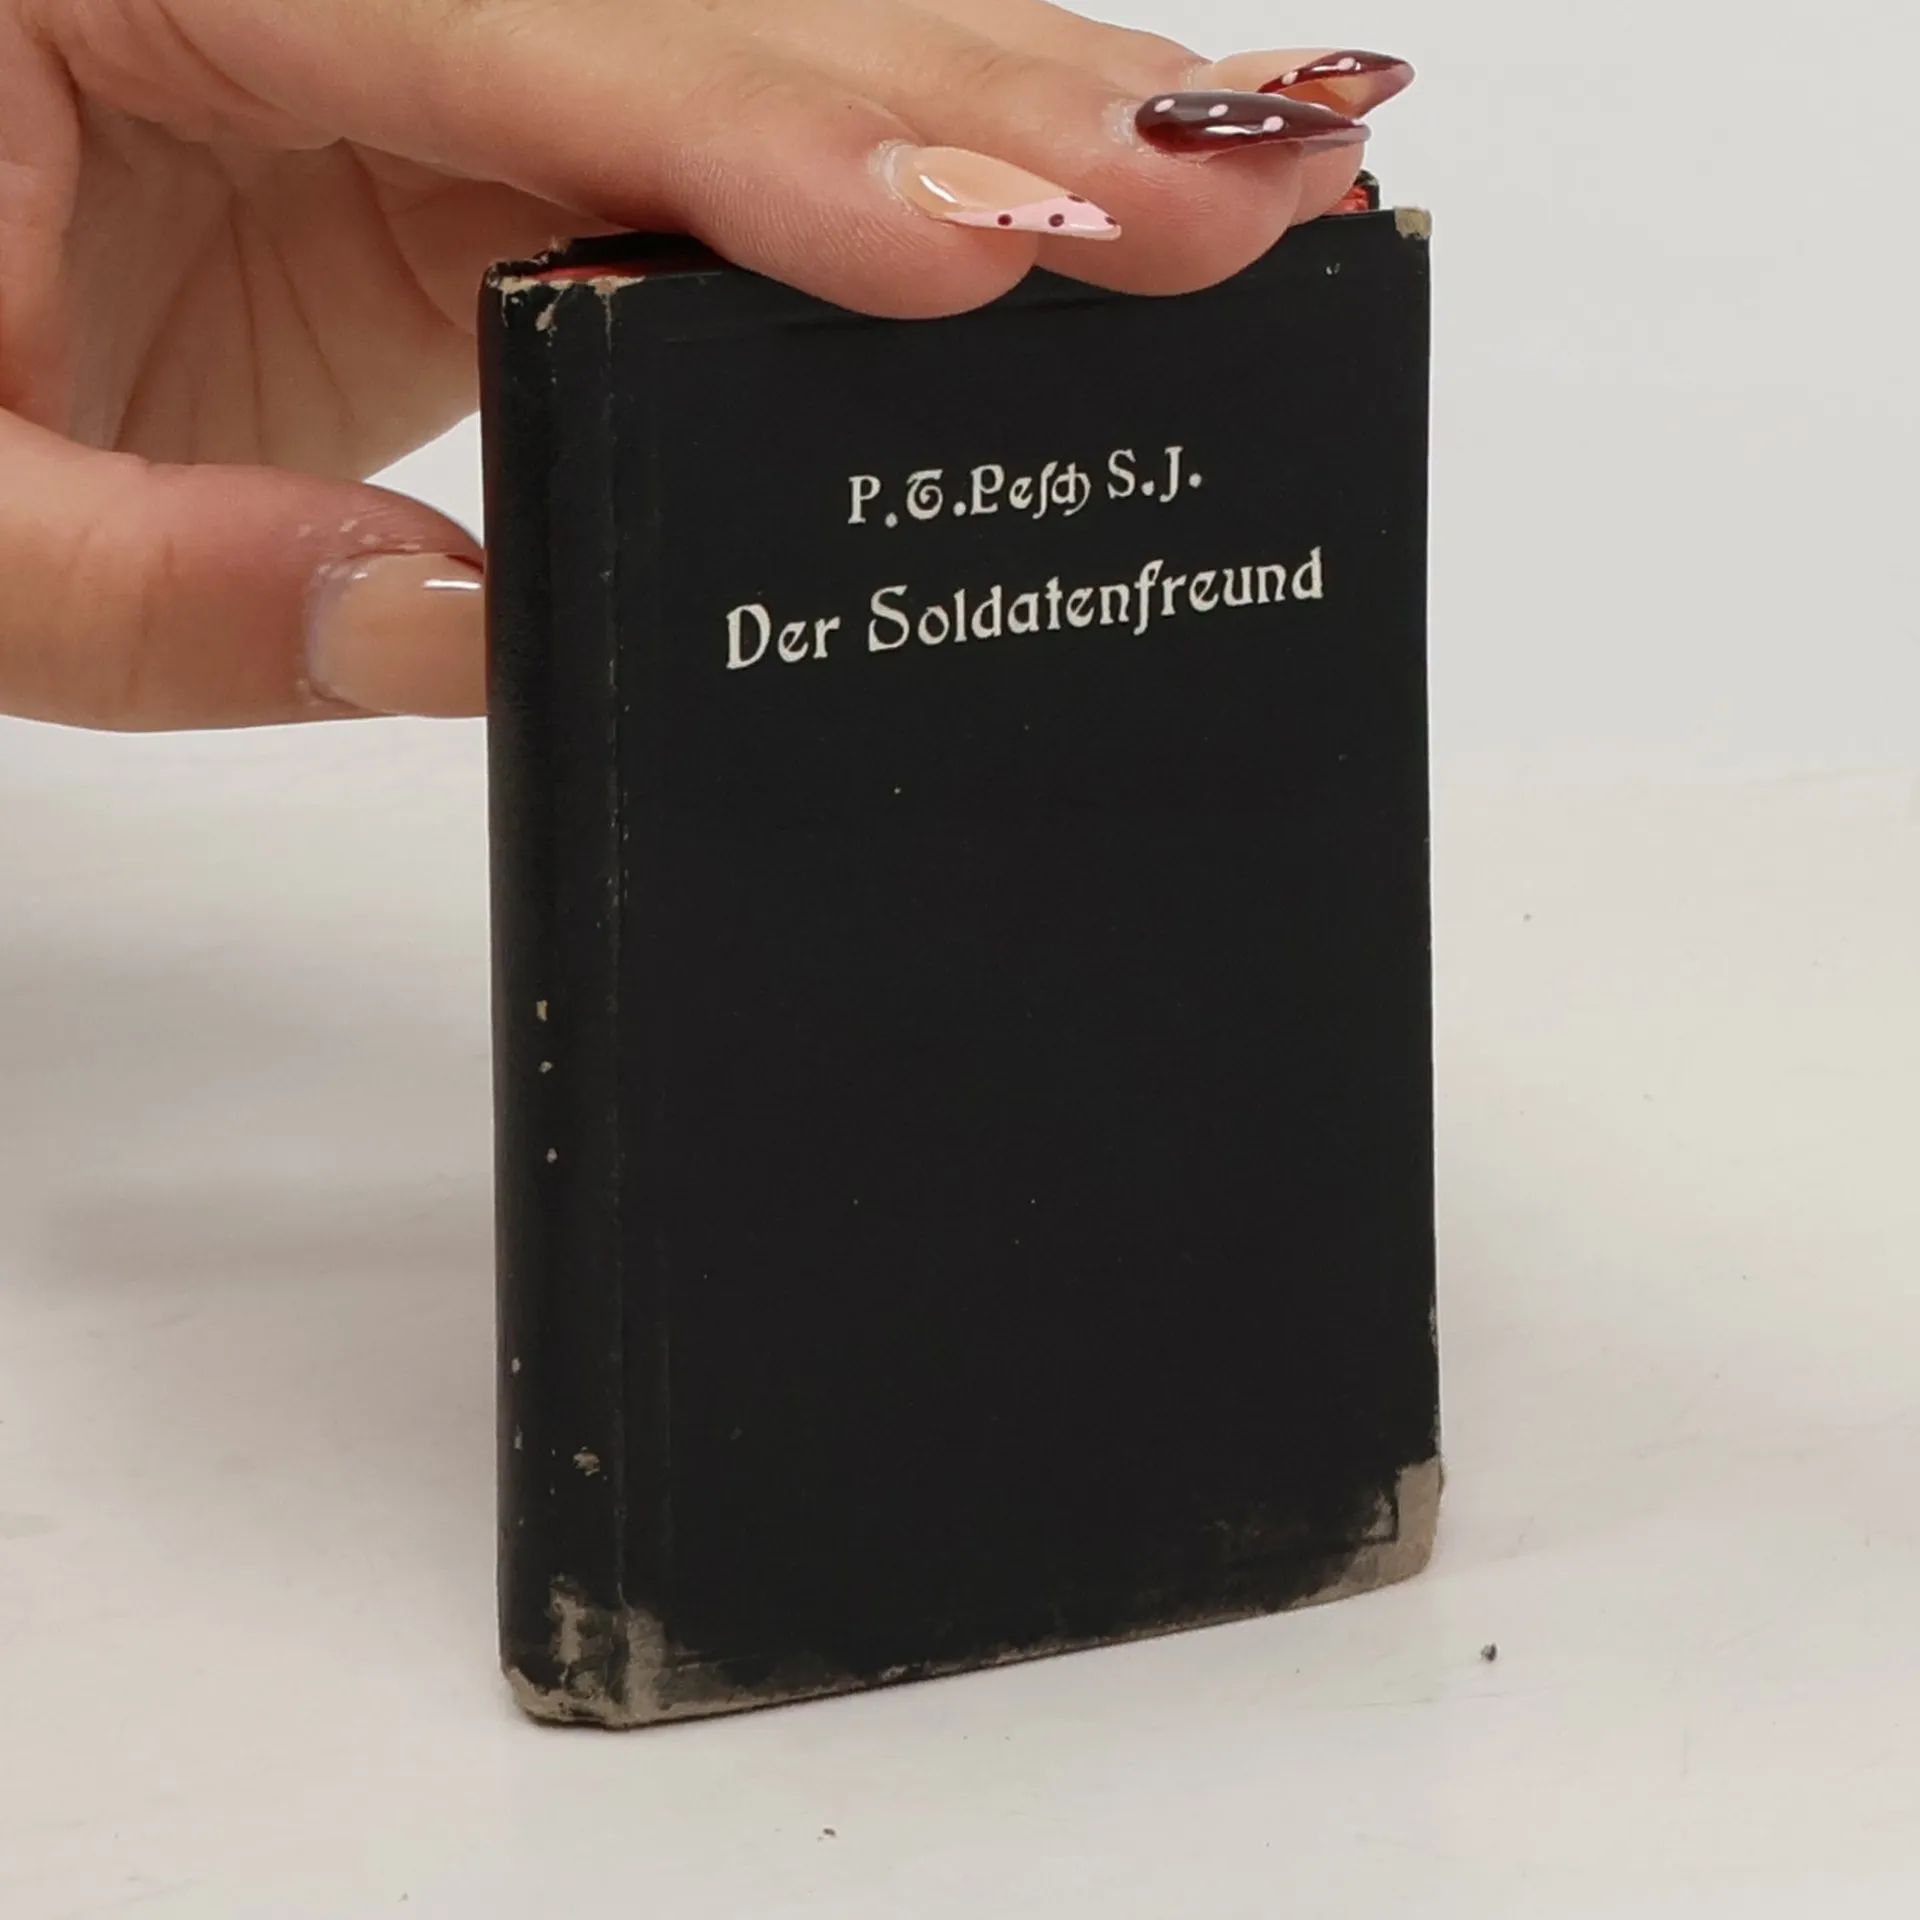 P. T. Peſch S. J.
Der Soldatenfreund